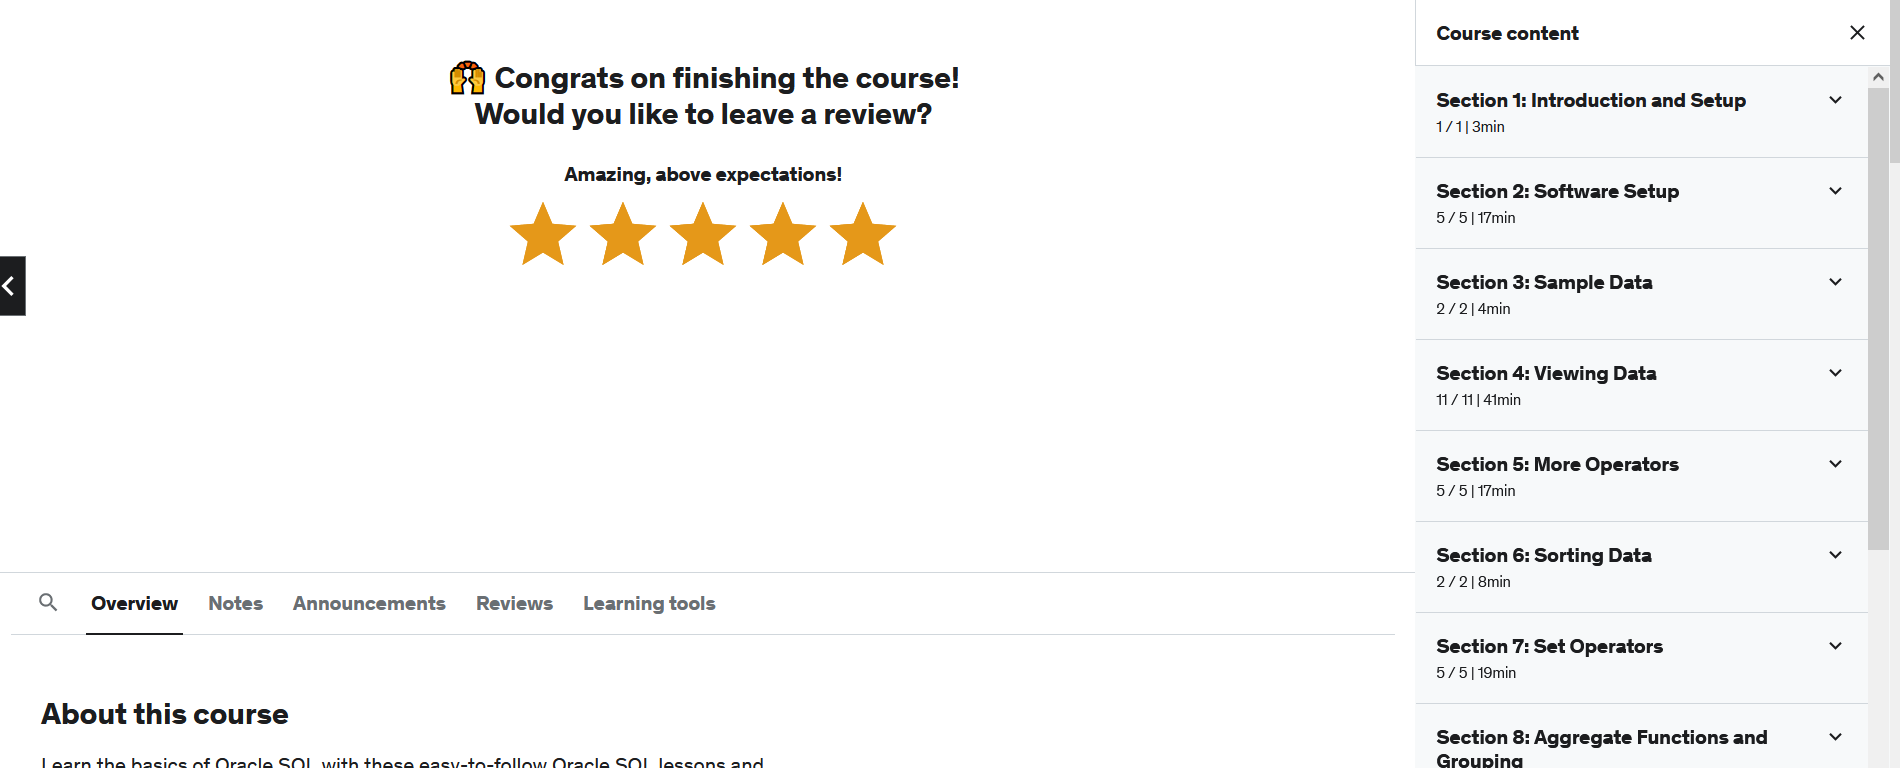 Congrats on finishing the course!
Would you like to leave a review?
Amazing, above expectations!
Overview
Notes
Announcements
Reviews
Learning tools
About this course
Learn the basics of Oracle SQL with these easy-to-follow Oracle SQL lessons and
Course content
Section 1: Introduction and Setup
1 / 1 | 3min
Section 2: Software Setup
5 / 5 | 17min
Section 3: Sample Data
2 / 2 | 4min
Section 4: Viewing Data
11 / 11 | 41min
Section 5: More Operators
5 / 5 | 17min
Section 6: Sorting Data
2 / 2 | 8min
Section 7: Set Operators
5 / 5 | 19min
Section 8: Aggregate Functions and
Grouping